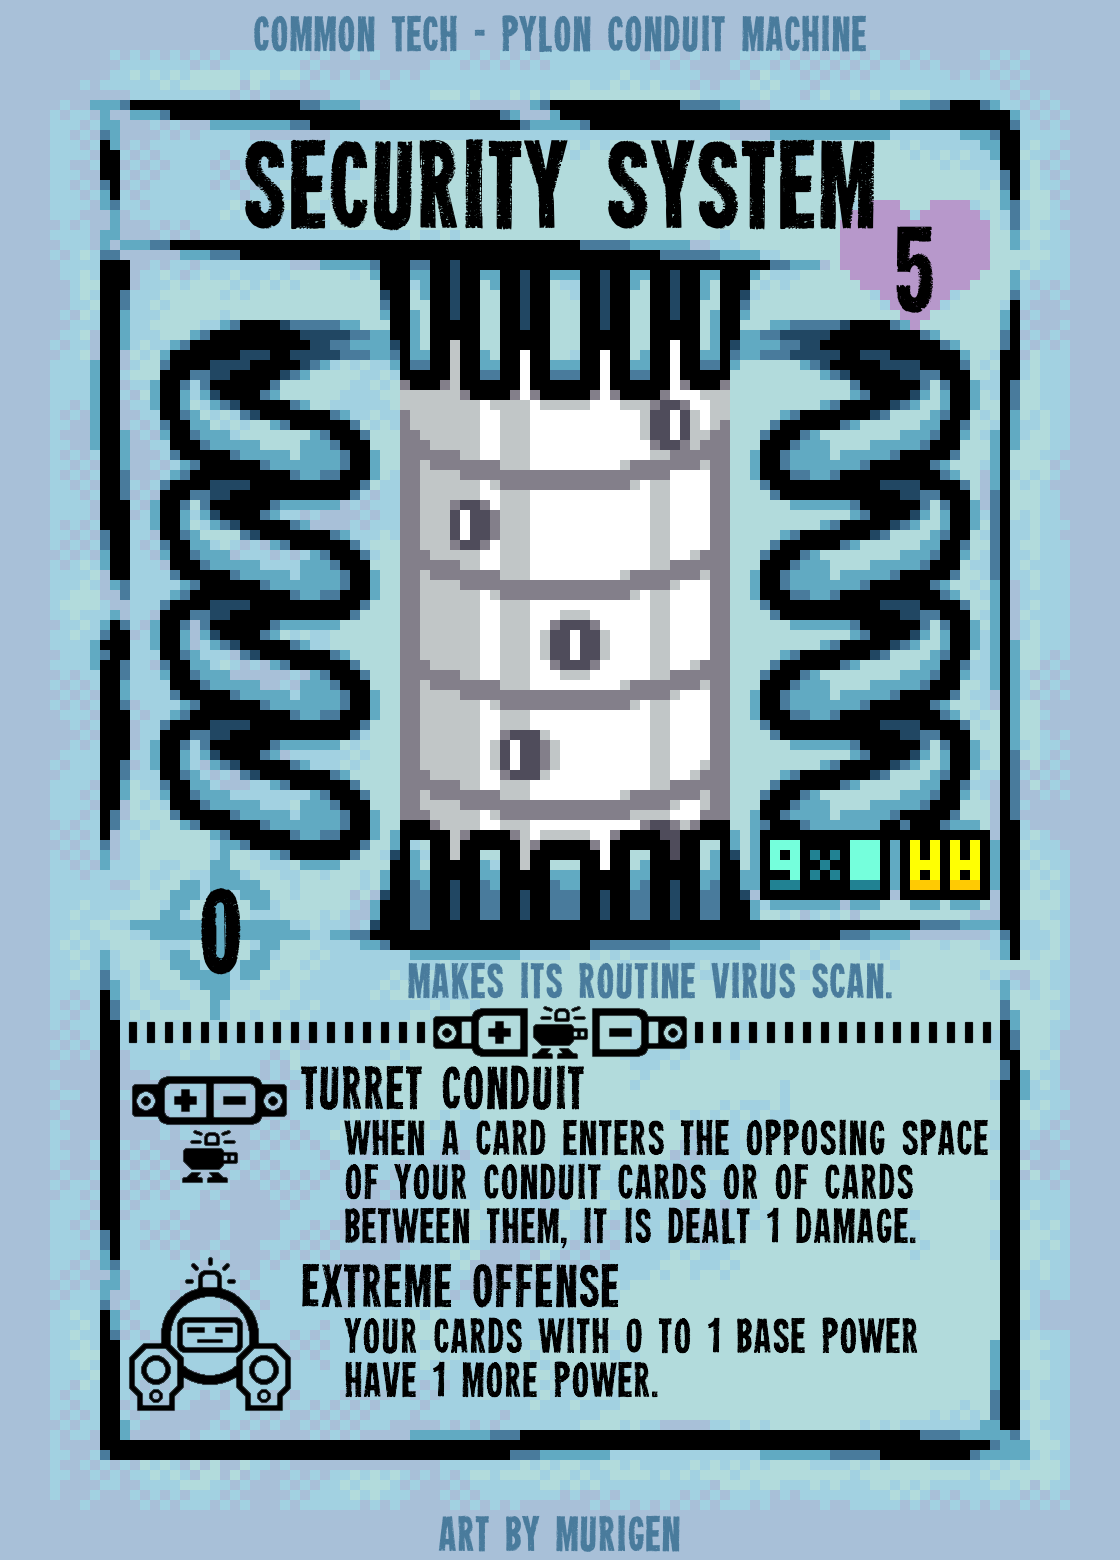 COMMON TECH - PYLON CONDUIT MACHINE
SECURITY SYSTEM
5
9×
0
MAKES ITS ROUTINE VIRUS SCAN.
+ -
TURRET CONDUIT
+ -
WHEN A CARD ENTERS THE OPPOSING SPACE
OF YOUR CONDUIT CARDS OR OF CARDS
BETWEEN THEM, IT IS DEALT 1 DAMAGE.
EXTREME OFFENSE
YOUR CARDS WITH 0 TO 1 BASE POWER
HAVE 1 MORE POWER.
ART BY MURIGEN